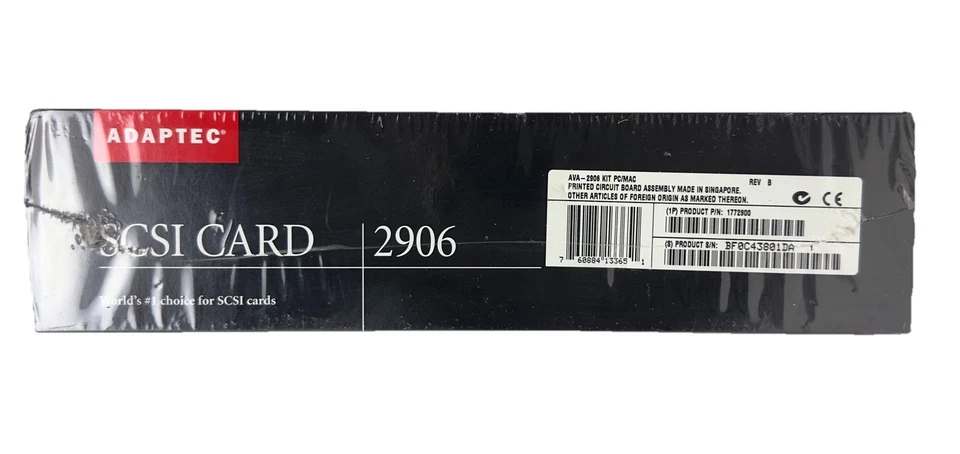 ADAPTEC®
SCSI CARD 2906
World's #1 choice for SCSI cards
AVA-2906 KIT PC/MAC REV B
PRINTED CIRCUIT BOARD ASSEMBLY MADE IN SINGAPORE.
OTHER ARTICLES OF FOREIGN ORIGIN AS MARKED THEREON.
CE
(1P) PRODUCT P/N: 1772900
(S) PRODUCT S/N: BF0C43801DA 1
7 60884 13365 1